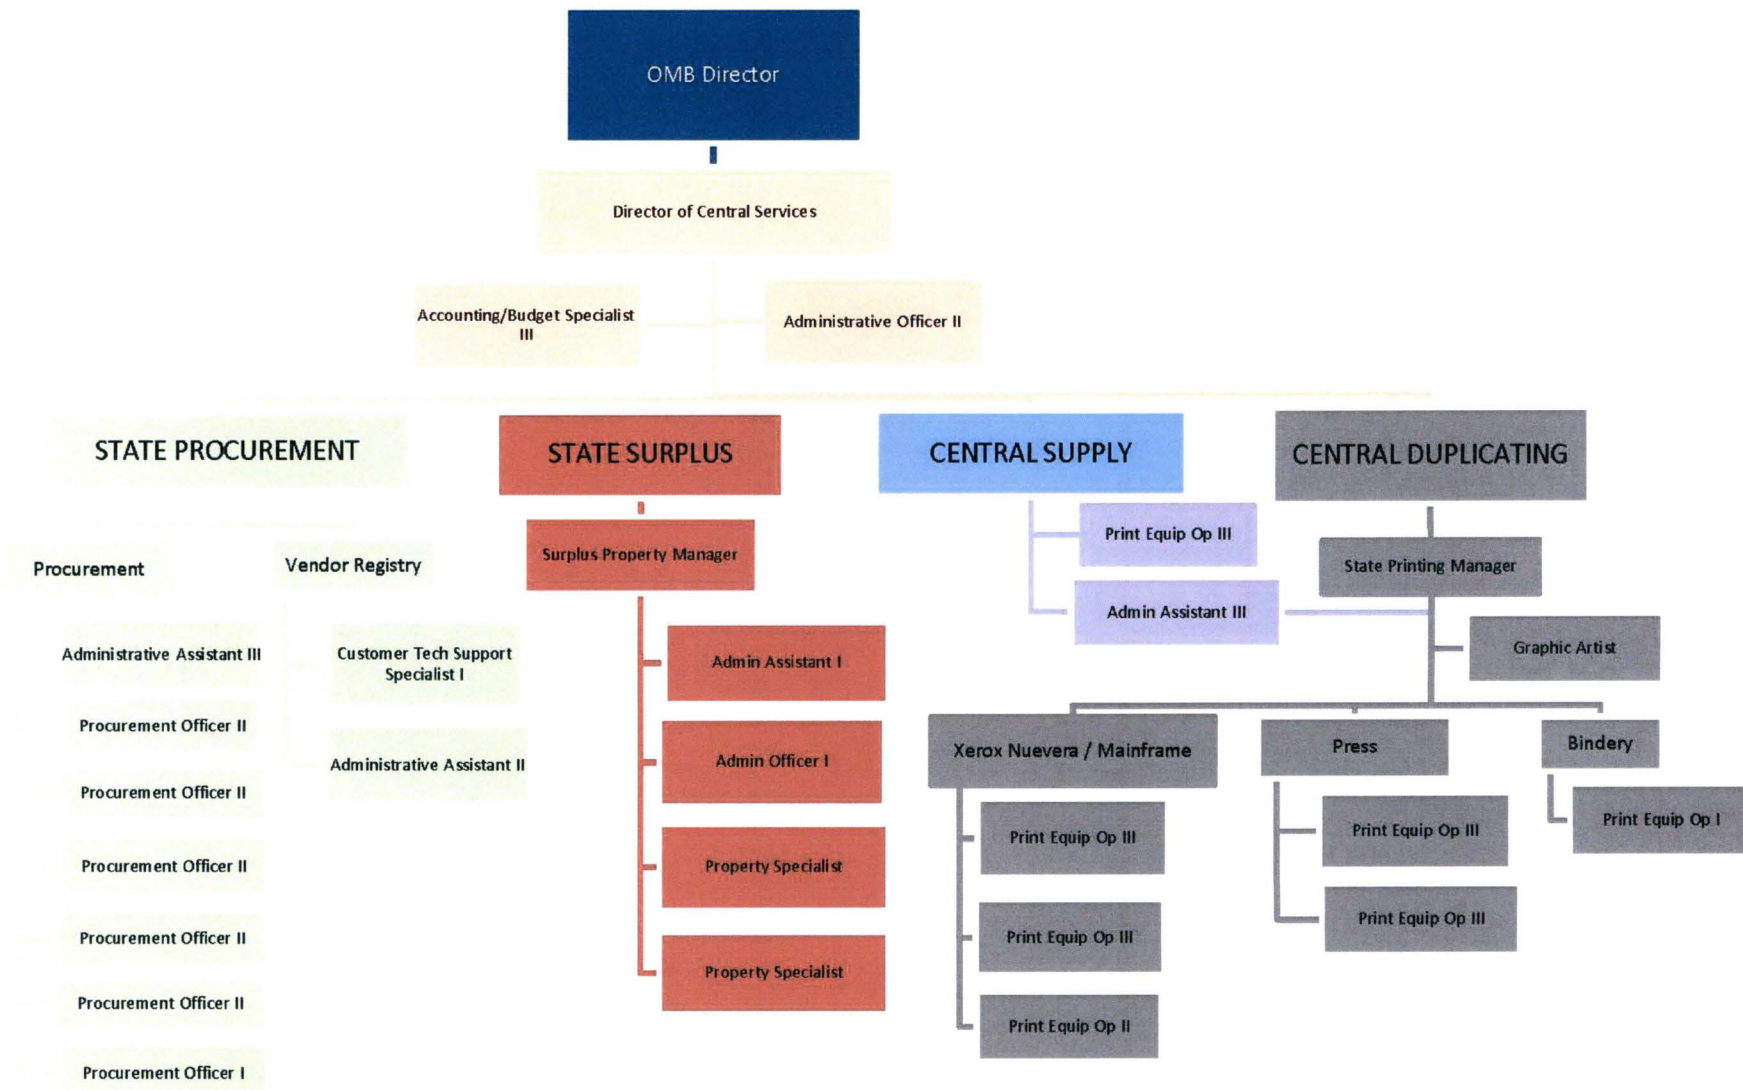 OMB Director
Director of Central Services
Accounting/Budget Specialist
III
Administrative Officer II
STATE PROCUREMENT
STATE SURPLUS
CENTRAL SUPPLY
CENTRAL DUPLICATING
Procurement
Vendor Registry
Administrative Assistant III
Procurement Officer II
Procurement Officer II
Procurement Officer II
Procurement Officer II
Procurement Officer II
Procurement Officer I
Customer Tech Support
Specialist I
Administrative Assistant II
Surplus Property Manager
Admin Assistant I
Admin Officer I
Property Specialist
Property Specialist
Print Equip Op III
Admin Assistant III
State Printing Manager
Graphic Artist
Xerox Nuevera / Mainframe
Print Equip Op III
Print Equip Op III
Print Equip Op II
Press
Print Equip Op III
Print Equip Op III
Bindery
Print Equip Op I